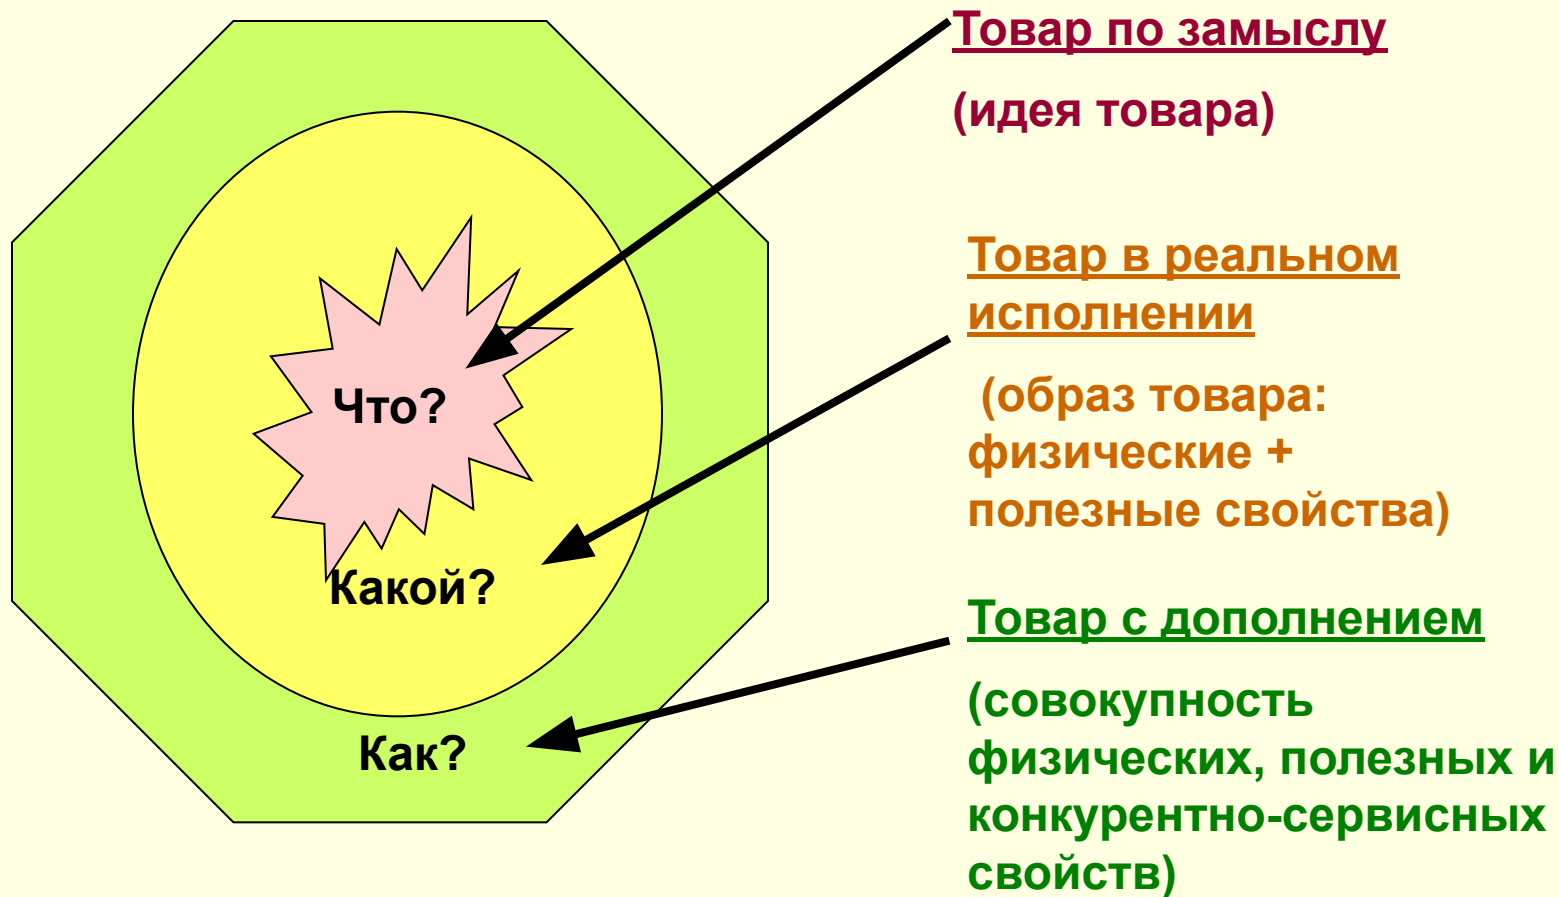 Товар по замыслу
(идея товара)
Товар в реальном
исполнении
(образ товара:
физические +
полезные свойства)
Товар с дополнением
(совокупность
физических, полезных и
конкурентно-сервисных
свойств)
Что?
Какой?
Как?